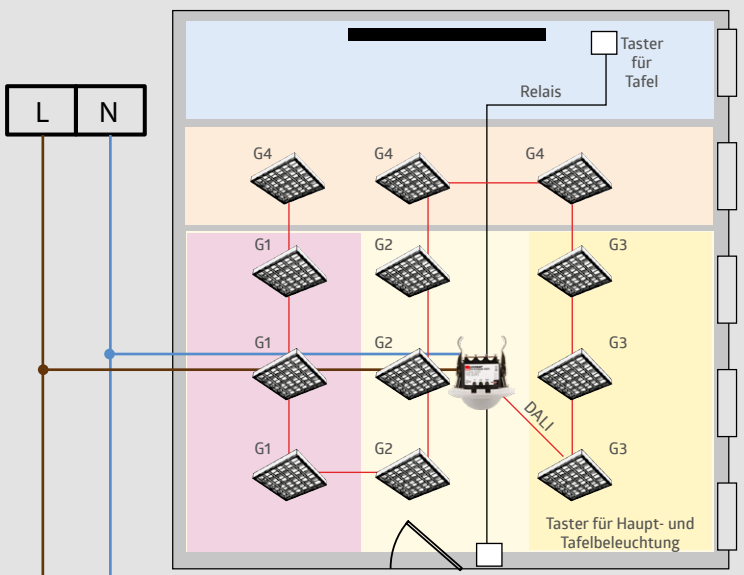 Taster
für
Tafel
Relais
L N
G4 G4 G4
G1 G2 G3
G1 G2 G3
DALI
G1 G2 G3
Taster für Haupt- und
Tafelbeleuchtung